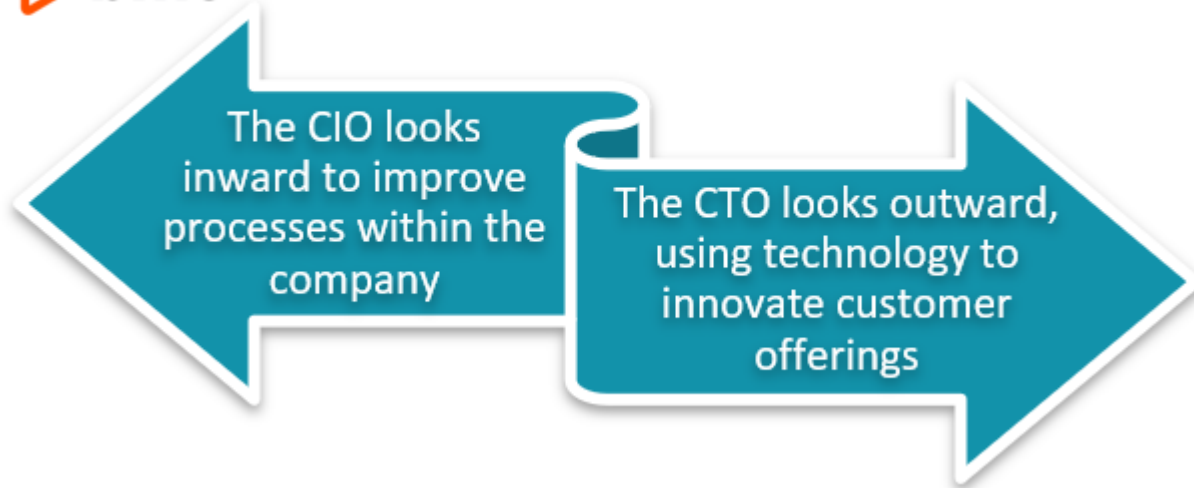 The CIO looks
inward to improve
processes within the
company
The CTO looks outward,
using technology to
innovate customer
offerings